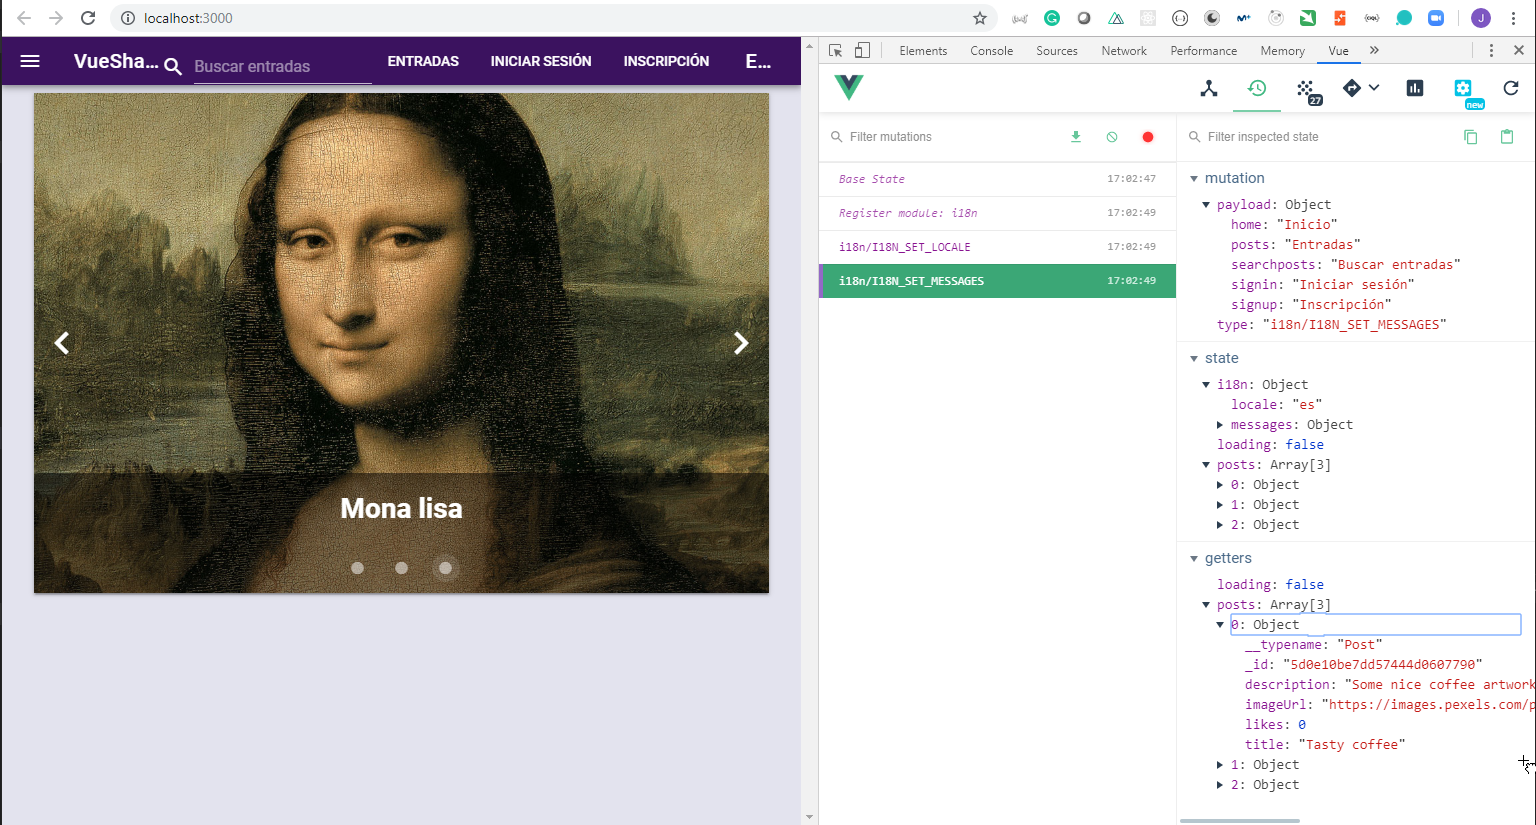 localhost:3000
VueSha...
Buscar entradas
ENTRADAS
INICIAR SESIÓN
INSCRIPCIÓN
E...
Mona lisa
Elements
Console
Sources
Network
Performance
Memory
Vue
27
new
Filter mutations
Base State 17:02:47
Register module: i18n 17:02:49
i18n/I18N_SET_LOCALE 17:02:49
i18n/I18N_SET_MESSAGES 17:02:49
Filter inspected state
mutation
payload: Object
home: "Inicio"
posts: "Entradas"
searchposts: "Buscar entradas"
signin: "Iniciar sesión"
signup: "Inscripción"
type: "i18n/I18N_SET_MESSAGES"
state
i18n: Object
locale: "es"
messages: Object
loading: false
posts: Array[3]
0: Object
1: Object
2: Object
getters
loading: false
posts: Array[3]
0: Object
__typename: "Post"
_id: "5d0e10be7dd57444d0607790"
description: "Some nice coffee artwork
imageUrl: "https://images.pexels.com/p
likes: 0
title: "Tasty coffee"
1: Object
2: Object